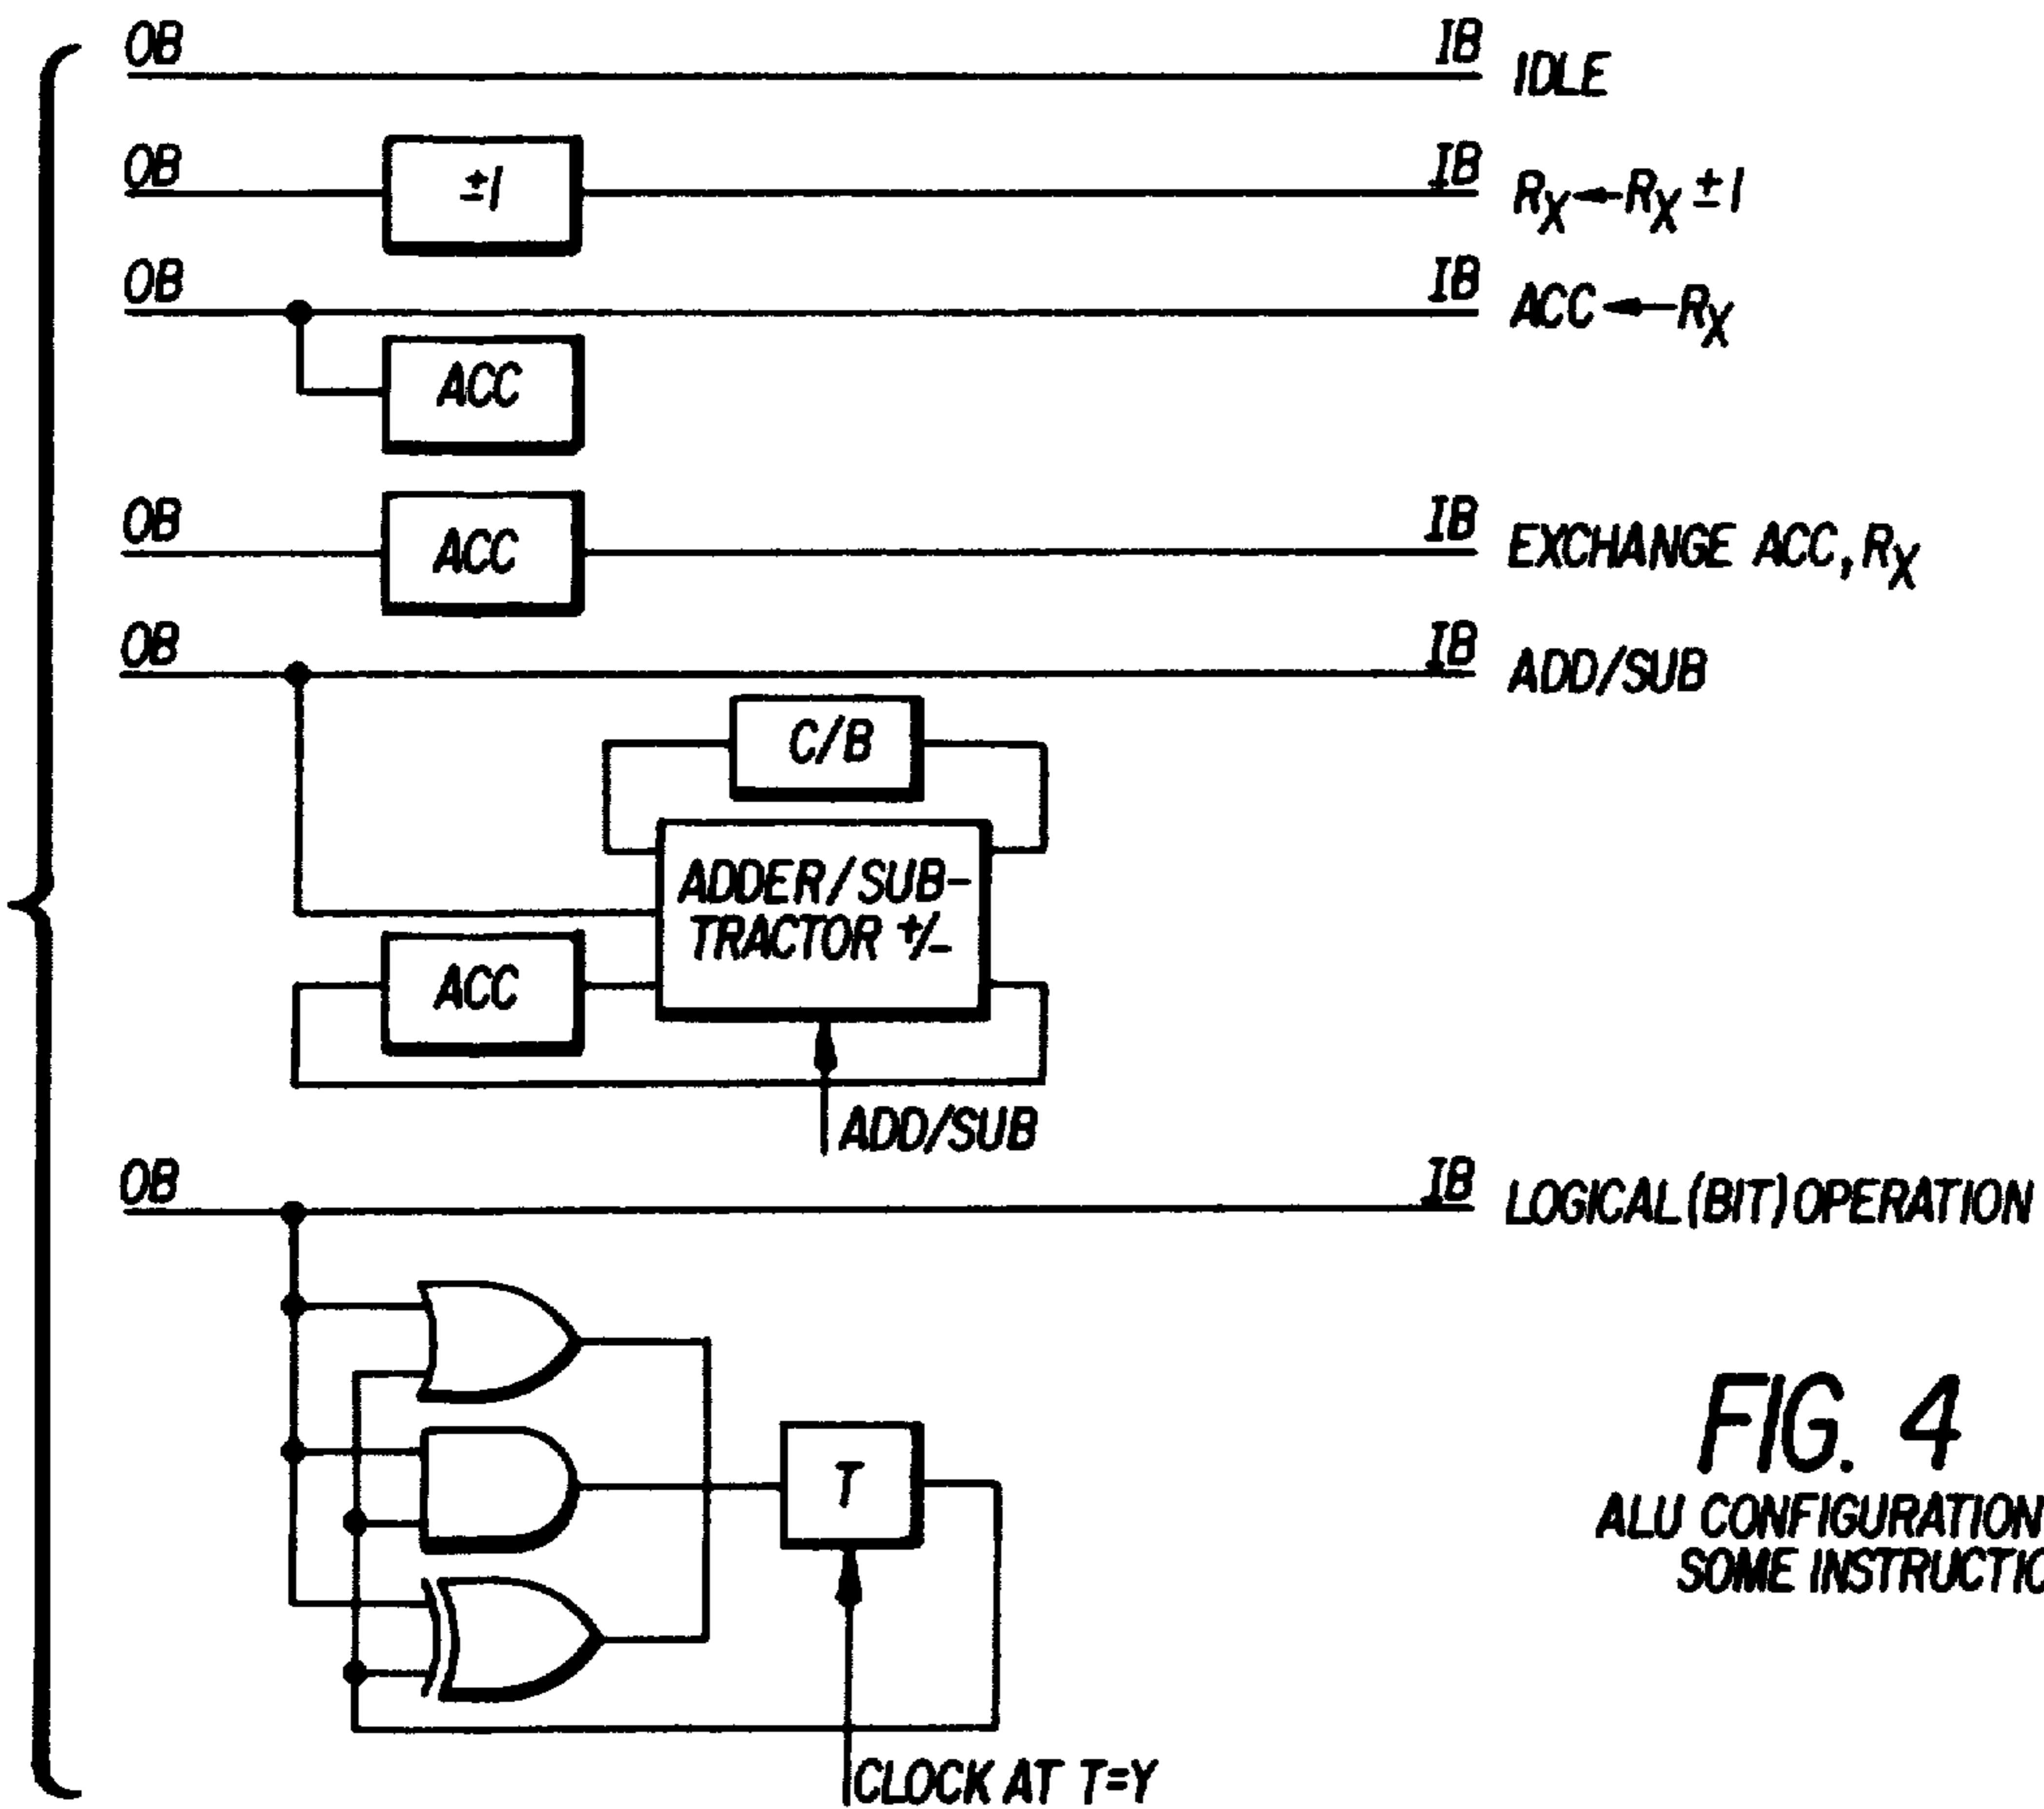 OB IB IDLE
OB ±1 IB RX←RX ±1
OB IB ACC←RX
ACC
OB ACC IB EXCHANGE ACC, RX
OB IB ADD/SUB
C/B
ADDER/SUB-
TRACTOR +/-
ACC
ADD/SUB
OB IB LOGICAL (BIT) OPERATION
T
CLOCK AT T=Y
FIG. 4
ALU CONFIGURATION
SOME INSTRUCTIO